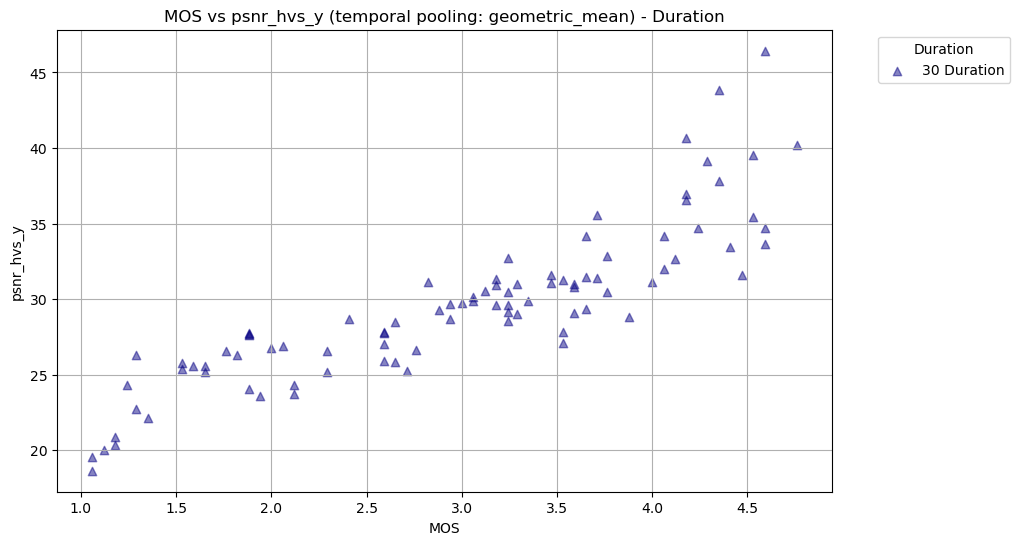 MOS vs psnr_hvs_y (temporal pooling: geometric_mean) - Duration
Duration
30 Duration
psnr_hvs_y
45
40
35
30
25
20
1.0 1.5 2.0 2.5 3.0 3.5 4.0 4.5
MOS